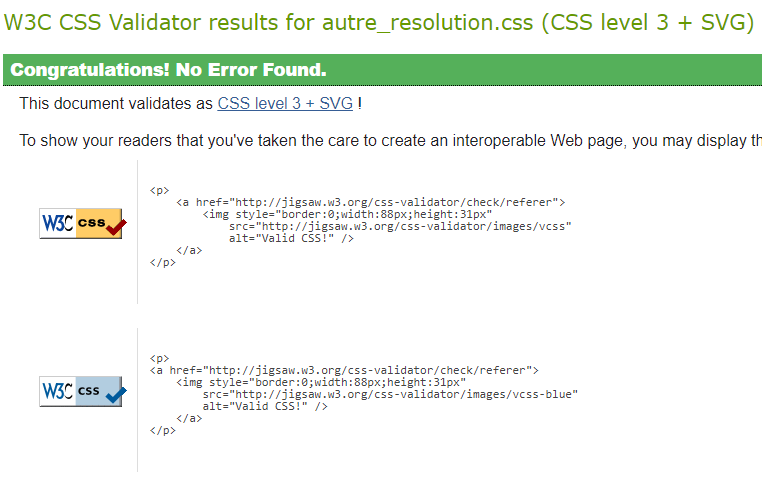 W3C CSS Validator results for autre_resolution.css (CSS level 3 + SVG)
Congratulations! No Error Found.
This document validates as CSS level 3 + SVG !
To show your readers that you've taken the care to create an interoperable Web page, you may display
W3C css
<p>
<a href="http://jigsaw.w3.org/css-validator/check/referer">
<img style="border:0;width:88px;height:31px"
src="http://jigsaw.w3.org/css-validator/images/vcss"
alt="Valid CSS!" />
</a>
</p>
W3C css
<p>
<a href="http://jigsaw.w3.org/css-validator/check/referer">
<img style="border:0;width:88px;height:31px"
src="http://jigsaw.w3.org/css-validator/images/vcss-blue"
alt="Valid CSS!" />
</a>
</p>